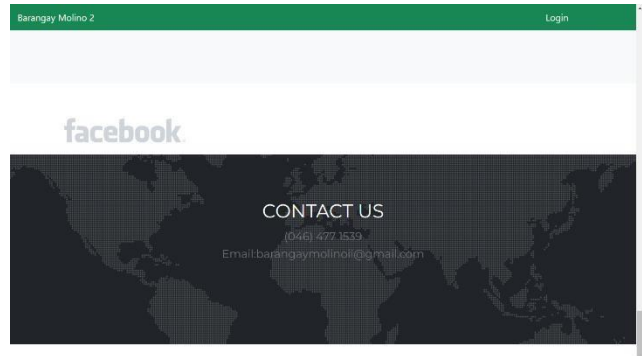 Barangay Molino 2
Login
facebook
CONTACT US
(046) 477 1539
Email:barangaymolinoII@gmail.com